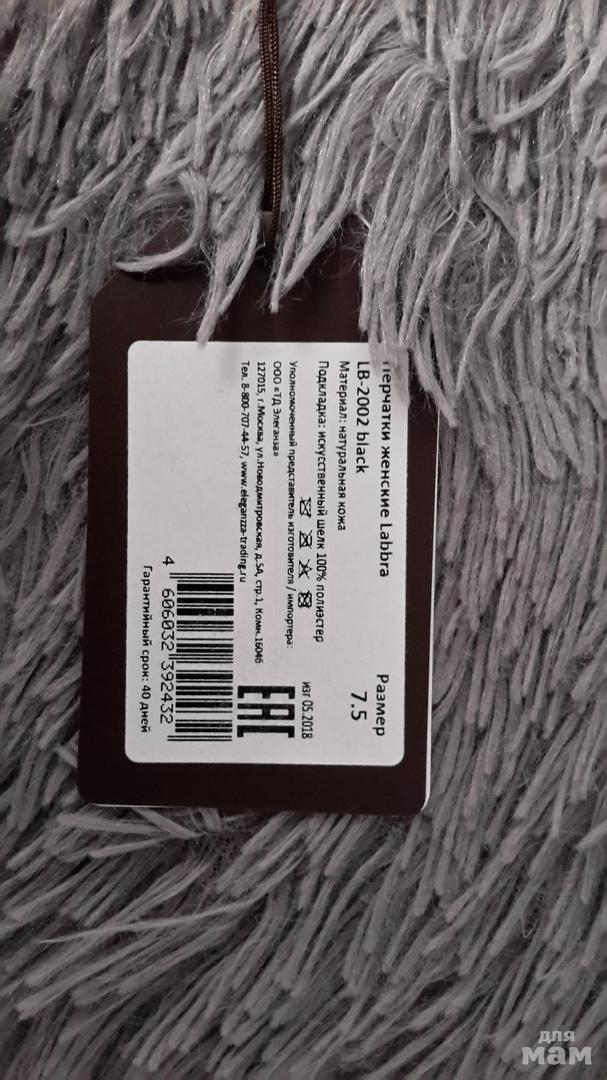 Перчатки женские Labbra
Размер
LB-2002 black
7.5
Материал: натуральная кожа
Подкладка: искусственный шелк 100% полиэстер
изг 05.2018
Уполномоченный представитель изготовителя / импортера:
ООО «ТД Элеганза»
127015, г.Москва, ул.Новодмитровская, д.5А, стр.1, Комн.1604б
Тел. 8-800-707-44-57, www.eleganzza-trading.ru
EAC
4 606032 392432
Гарантийный срок: 40 дней
для
мам